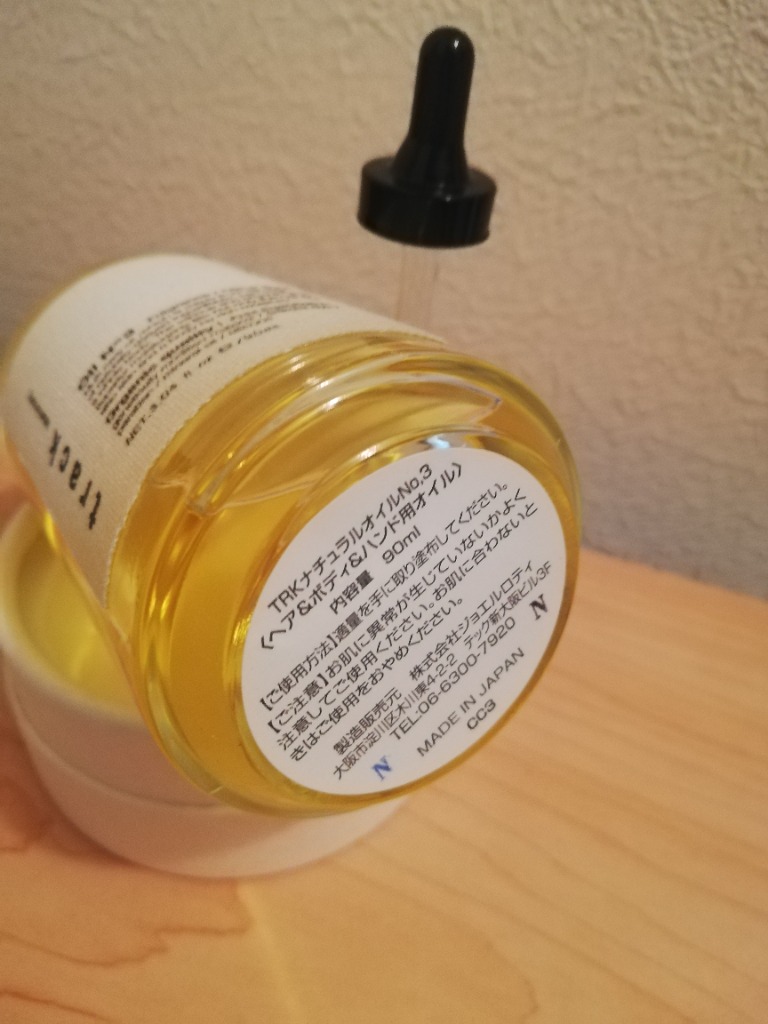 track
Oil Nº3
Organic quality
TRKナチュラルオイルNo,3
〈ヘア&ボディ&ハンド用オイル〉
内容量 90ml
【ご使用方法】適量を手に取り塗布してください。
【ご注意】お肌に異常が生じていないかよく
注意してご使用ください。お肌に合わないと
きはご使用をおやめください。
製造販売元 株式会社ジョエルロティ
大阪市淀川区木川東4-2-2 テック新大阪ビル3F
TEL.06-6300-7920 N
MADE IN JAPAN
N CC3